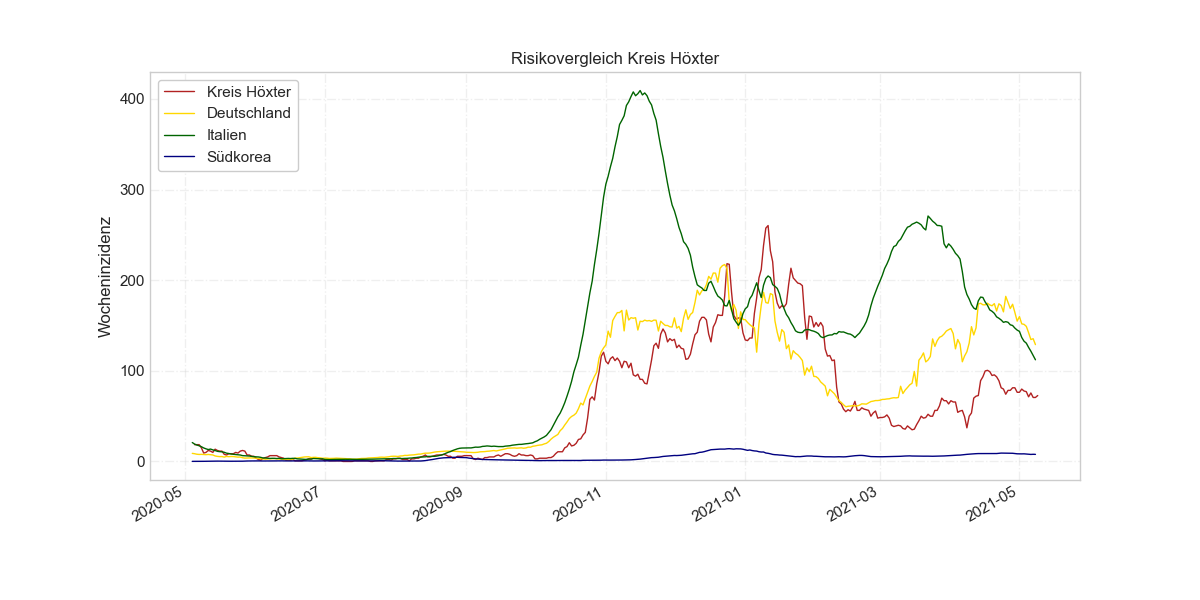 Risikovergleich Kreis Höxter
Kreis Höxter
Deutschland
Italien
Südkorea
Wocheninzidenz
400
300
200
100
0
2020-05
2020-07
2020-09
2020-11
2021-01
2021-03
2021-05